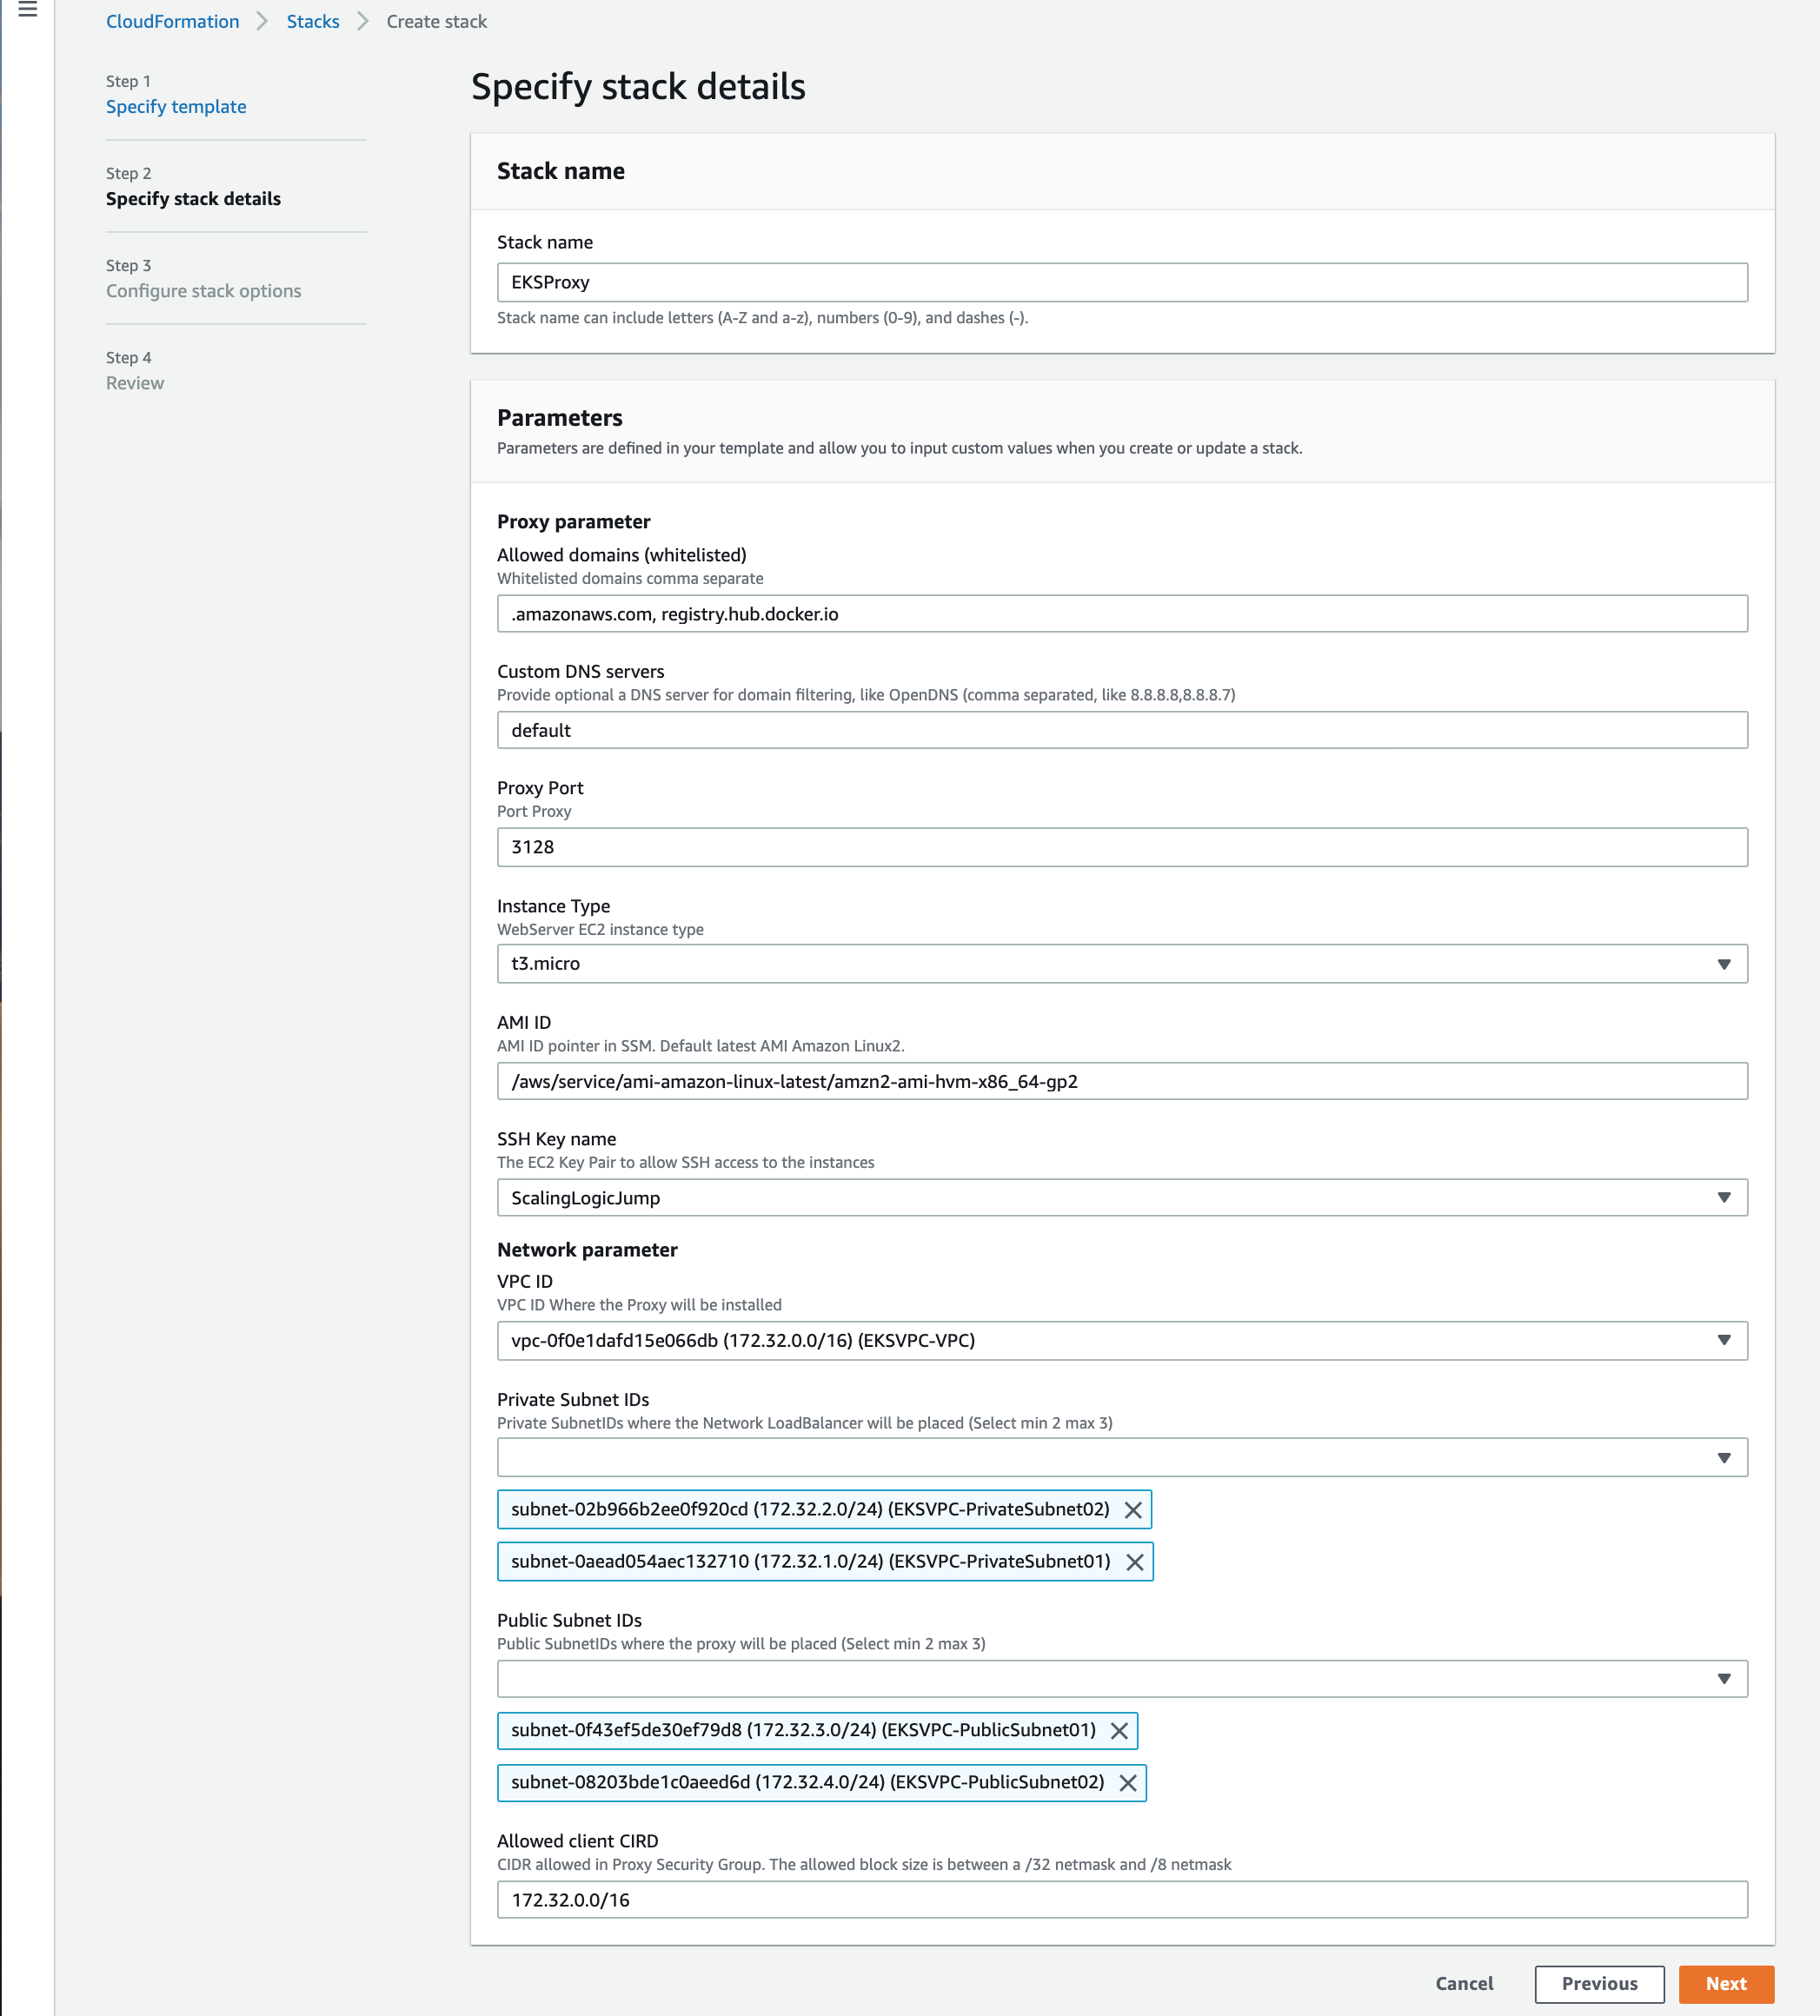 CloudFormation > Stacks > Create stack
Step 1
Specify template
Step 2
Specify stack details
Step 3
Configure stack options
Step 4
Review
Specify stack details
Stack name
Stack name
EKSProxy
Stack name can include letters (A-Z and a-z), numbers (0-9), and dashes (-).
Parameters
Parameters are defined in your template and allow you to input custom values when you create or update a stack.
Proxy parameter
Allowed domains (whitelisted)
Whitelisted domains comma separate
.amazonaws.com, registry.hub.docker.io
Custom DNS servers
Provide optional a DNS server for domain filtering, like OpenDNS (comma separated, like 8.8.8.8,8.8.8.7)
default
Proxy Port
Port Proxy
3128
Instance Type
WebServer EC2 instance type
t3.micro
AMI ID
AMI ID pointer in SSM. Default latest AMI Amazon Linux2.
/aws/service/ami-amazon-linux-latest/amzn2-ami-hvm-x86_64-gp2
SSH Key name
The EC2 Key Pair to allow SSH access to the instances
ScalingLogicJump
Network parameter
VPC ID
VPC ID Where the Proxy will be installed
vpc-0f0e1dafd15e066db (172.32.0.0/16) (EKSVPC-VPC)
Private Subnet IDs
Private SubnetIDs where the Network LoadBalancer will be placed (Select min 2 max 3)
subnet-02b966b2ee0f920cd (172.32.2.0/24) (EKSVPC-PrivateSubnet02)
subnet-0aead054aec132710 (172.32.1.0/24) (EKSVPC-PrivateSubnet01)
Public Subnet IDs
Public SubnetIDs where the proxy will be placed (Select min 2 max 3)
subnet-0f43ef5de30ef79d8 (172.32.3.0/24) (EKSVPC-PublicSubnet01)
subnet-08203bde1c0aeed6d (172.32.4.0/24) (EKSVPC-PublicSubnet02)
Allowed client CIRD
CIDR allowed in Proxy Security Group. The allowed block size is between a /32 netmask and /8 netmask
172.32.0.0/16
Cancel Previous Next